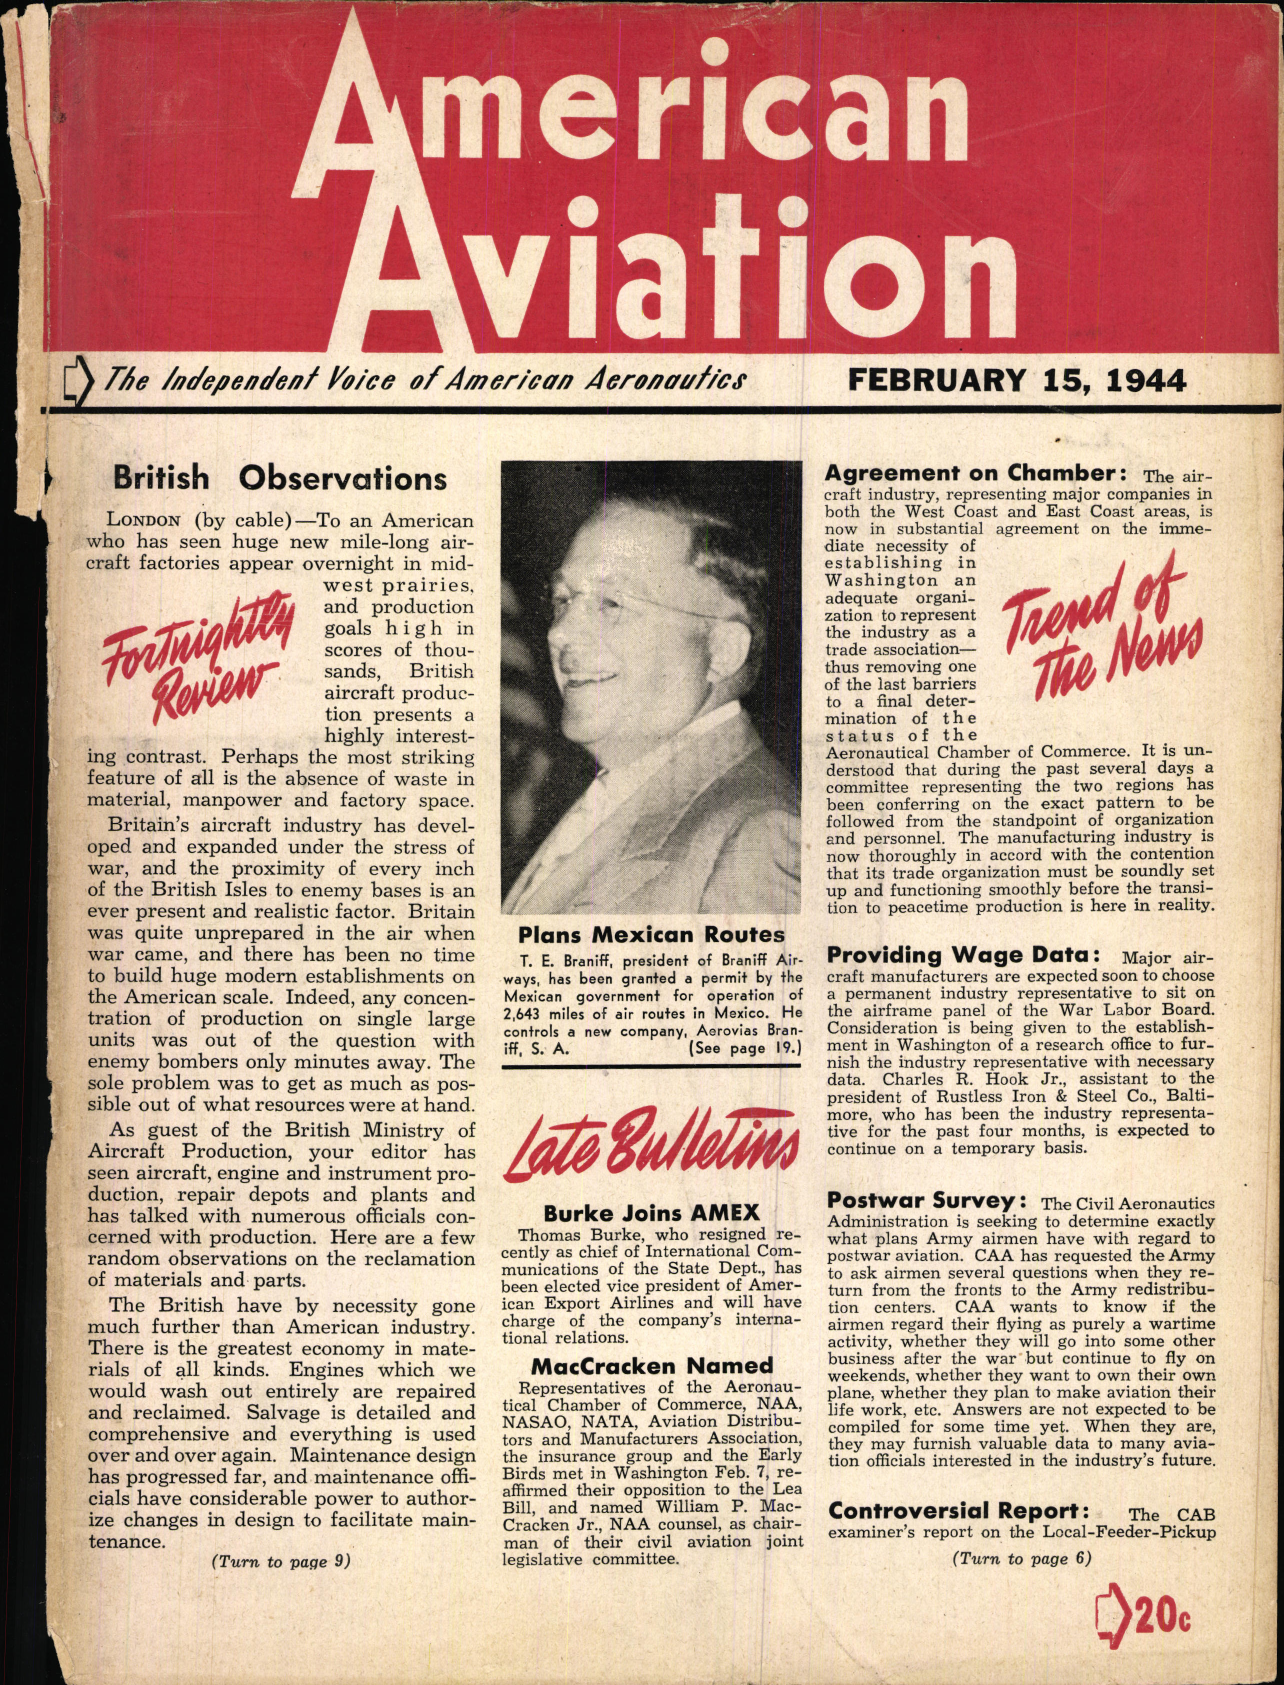 American
Aviation
The Independent Voice of American Aeronautics
FEBRUARY 15, 1944
British Observations
LONDON (by cable)—To an American
who has seen huge new mile-long air-
craft factories appear overnight in mid-
west prairies,
and production
goals high in
scores of thou-
sands, British
aircraft produc-
tion presents a
highly interest-
Fortnightly
Review
ing contrast. Perhaps the most striking
feature of all is the absence of waste in
material, manpower and factory space.
Britain's aircraft industry has devel-
oped and expanded under the stress of
war, and the proximity of every inch
of the British Isles to enemy bases is an
ever present and realistic factor. Britain
was quite unprepared in the air when
war came, and there has been no time
to build huge modern establishments on
the American scale. Indeed, any concen-
tration of production on single large
units was out of the question with
enemy bombers only minutes away. The
sole problem was to get as much as pos-
sible out of what resources were at hand.
As guest of the British Ministry of
Aircraft Production, your editor has
seen aircraft, engine and instrument pro-
duction, repair depots and plants and
has talked with numerous officials con-
cerned with production. Here are a few
random observations on the reclamation
of materials and parts.
The British have by necessity gone
much further than American industry.
There is the greatest economy in mate-
rials of all kinds. Engines which we
would wash out entirely are repaired
and reclaimed. Salvage is detailed and
comprehensive and everything is used
over and over again. Maintenance design
has progressed far, and maintenance offi-
cials have considerable power to author-
ize changes in design to facilitate main-
tenance.
(Turn to page 9)
Plans Mexican Routes
T. E. Braniff, president of Braniff Air-
ways, has been granted a permit by the
Mexican government for operation of
2,643 miles of air routes in Mexico. He
controls a new company, Aerovias Bran-
iff, S. A. (See page 19.)
Late Bulletins
Burke Joins AMEX
Thomas Burke, who resigned re-
cently as chief of International Com-
munications of the State Dept., has
been elected vice president of Amer-
ican Export Airlines and will have
charge of the company's interna-
tional relations.
MacCracken Named
Representatives of the Aeronau-
tical Chamber of Commerce, NAA,
NASAO, NATA, Aviation Distribu-
tors and Manufacturers Association,
the insurance group and the Early
Birds met in Washington Feb. 7, re-
affirmed their opposition to the Lea
Bill, and named William P. Mac-
Cracken Jr., NAA counsel, as chair-
man of their civil aviation joint
legislative committee.
Agreement on Chamber: The air-
craft industry, representing major companies in
both the West Coast and East Coast areas, is
now in substantial agreement on the imme-
diate necessity of
establishing in
Washington an
adequate organi-
zation to represent
the industry as a
trade association—
thus removing one
of the last barriers
to a final deter-
mination of the
status of the
Trend of
The News
Aeronautical Chamber of Commerce. It is un-
derstood that during the past several days a
committee representing the two regions has
been conferring on the exact pattern to be
followed from the standpoint of organization
and personnel. The manufacturing industry is
now thoroughly in accord with the contention
that its trade organization must be soundly set
up and functioning smoothly before the transi-
tion to peacetime production is here in reality.
Providing Wage Data: Major air-
craft manufacturers are expected soon to choose
a permanent industry representative to sit on
the airframe panel of the War Labor Board.
Consideration is being given to the establish-
ment in Washington of a research office to fur-
nish the industry representative with necessary
data. Charles R. Hook Jr., assistant to the
president of Rustless Iron & Steel Co., Balti-
more, who has been the industry representa-
tive for the past four months, is expected to
continue on a temporary basis.
Postwar Survey: The Civil Aeronautics
Administration is seeking to determine exactly
what plans Army airmen have with regard to
postwar aviation. CAA has requested the Army
to ask airmen several questions when they re-
turn from the fronts to the Army redistribu-
tion centers. CAA wants to know if the
airmen regard their flying as purely a wartime
activity, whether they will go into some other
business after the war but continue to fly on
weekends, whether they want to own their own
plane, whether they plan to make aviation their
life work, etc. Answers are not expected to be
compiled for some time yet. When they are,
they may furnish valuable data to many avia-
tion officials interested in the industry's future.
Controversial Report: The CAB
examiner's report on the Local-Feeder-Pickup
(Turn to page 6)
20c